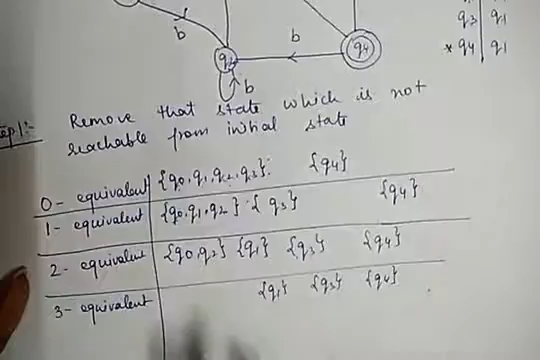 b
b
q4
b
q3 q1
* q4 q1
Step 1:- Remove that state which is not
reachable from initial state
0 - equivalent {q0, q1, q2, q3} {q4}
1 - equivalent {q0, q1, q2} {q3} {q4}
2 - equivalent {q0, q2} {q1} {q3} {q4}
3 - equivalent {q1} {q3} {q4}